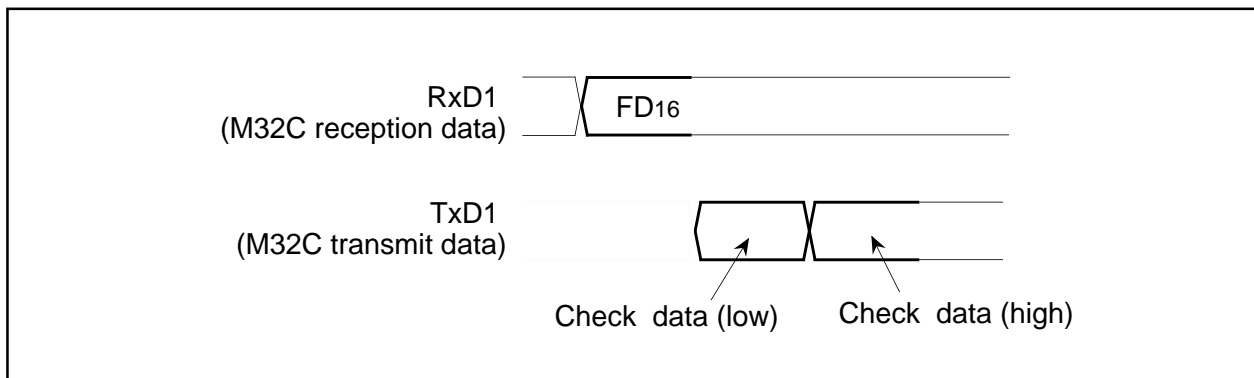 RxD1
(M32C reception data)
FD16
TxD1
(M32C transmit data)
Check data (low)
Check data (high)